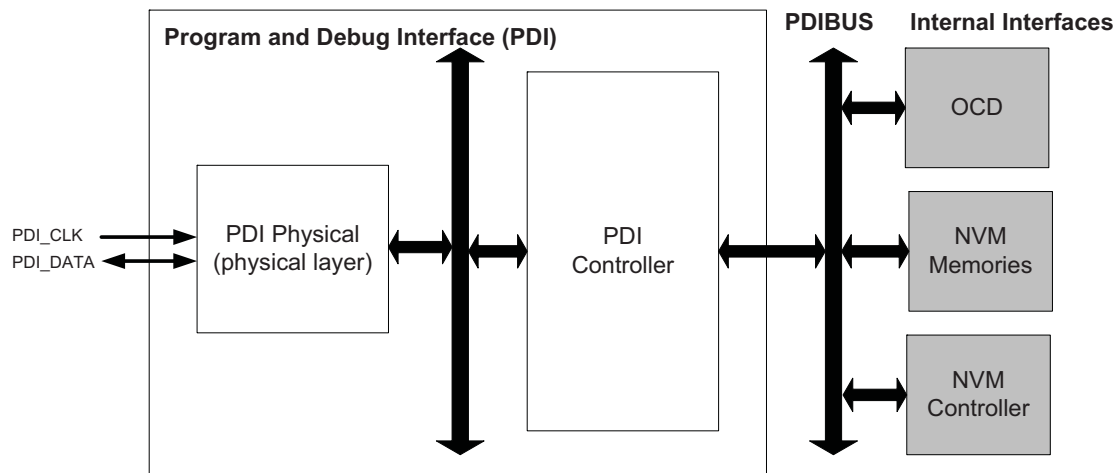 Program and Debug Interface (PDI)
PDIBUS
Internal Interfaces
PDI_CLK
PDI_DATA
PDI Physical
(physical layer)
PDI
Controller
OCD
NVM
Memories
NVM
Controller